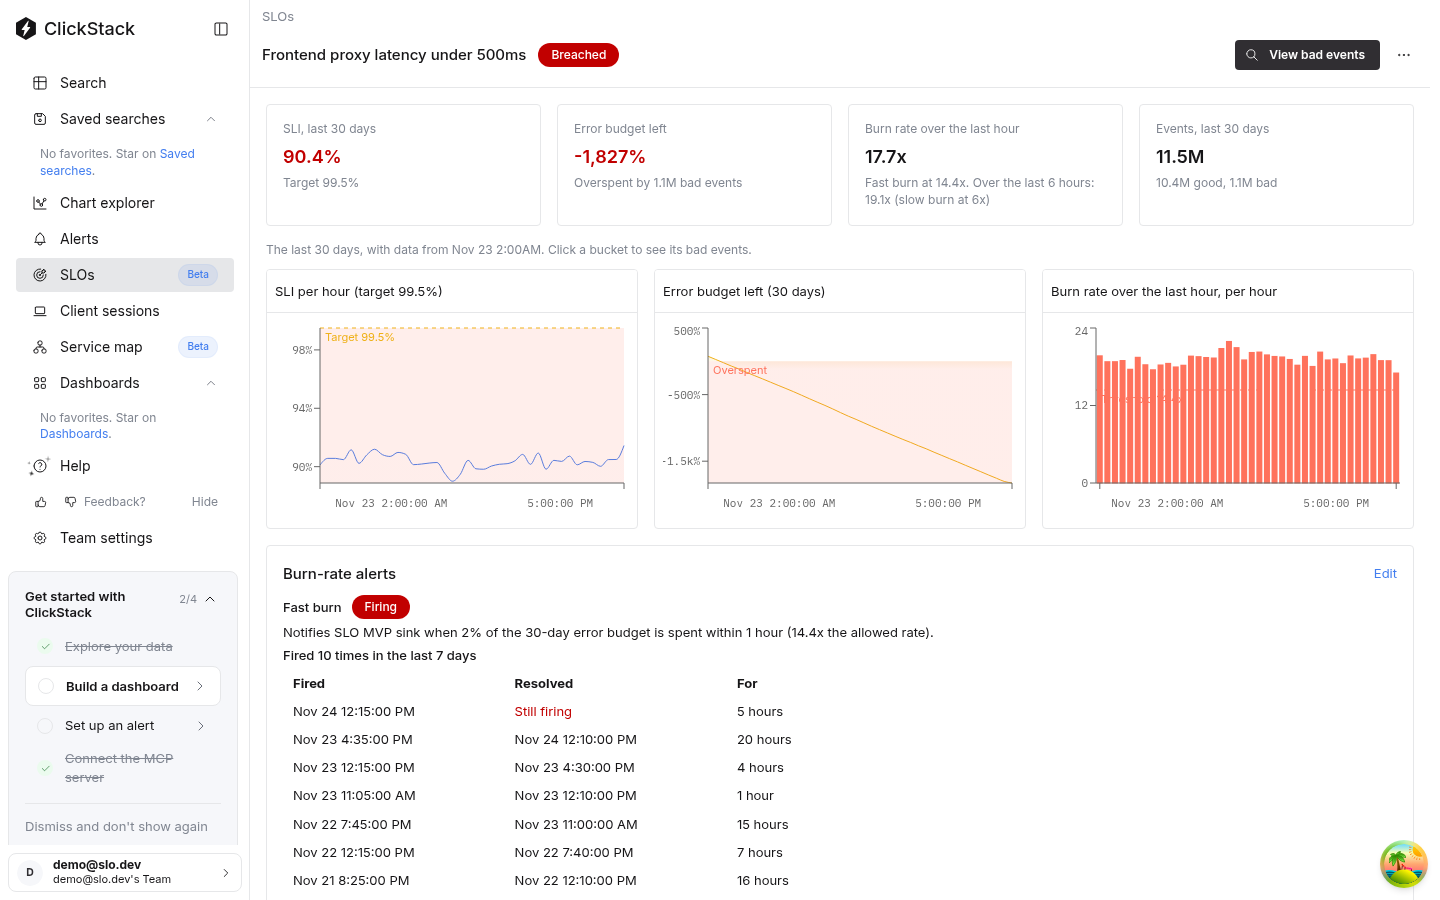 ClickStack
Search
Saved searches
No favorites. Star on Saved
searches.
Chart explorer
Alerts
SLOs
Beta
Client sessions
Service map
Beta
Dashboards
No favorites. Star on
Dashboards.
Help
Feedback?
Hide
Team settings
Get started with
ClickStack
2/4
Explore your data
Build a dashboard
Set up an alert
Connect the MCP
server
Dismiss and don't show again
D
demo@slo.dev
demo@slo.dev's Team
SLOs
Frontend proxy latency under 500ms
Breached
View bad events
SLI, last 30 days
90.4%
Target 99.5%
Error budget left
-1,827%
Overspent by 1.1M bad events
Burn rate over the last hour
17.7x
Fast burn at 14.4x. Over the last 6 hours:
19.1x (slow burn at 6x)
Events, last 30 days
11.5M
10.4M good, 1.1M bad
The last 30 days, with data from Nov 23 2:00AM. Click a bucket to see its bad events.
SLI per hour (target 99.5%)
Target 99.5%
98%
94%
90%
Nov 23 2:00:00 AM
5:00:00 PM
Error budget left (30 days)
500%
Overspent
-500%
-1.5k%
Nov 23 2:00:00 AM
5:00:00 PM
Burn rate over the last hour, per hour
24
12
0
Nov 23 2:00:00 AM
5:00:00 PM
Burn-rate alerts
Edit
Fast burn
Firing
Notifies SLO MVP sink when 2% of the 30-day error budget is spent within 1 hour (14.4x the allowed rate).
Fired 10 times in the last 7 days
Fired Resolved For
Nov 24 12:15:00 PM Still firing 5 hours
Nov 23 4:35:00 PM Nov 24 12:10:00 PM 20 hours
Nov 23 12:15:00 PM Nov 23 4:30:00 PM 4 hours
Nov 23 11:05:00 AM Nov 23 12:10:00 PM 1 hour
Nov 22 7:45:00 PM Nov 23 11:00:00 AM 15 hours
Nov 22 12:15:00 PM Nov 22 7:40:00 PM 7 hours
Nov 21 8:25:00 PM Nov 22 12:10:00 PM 16 hours